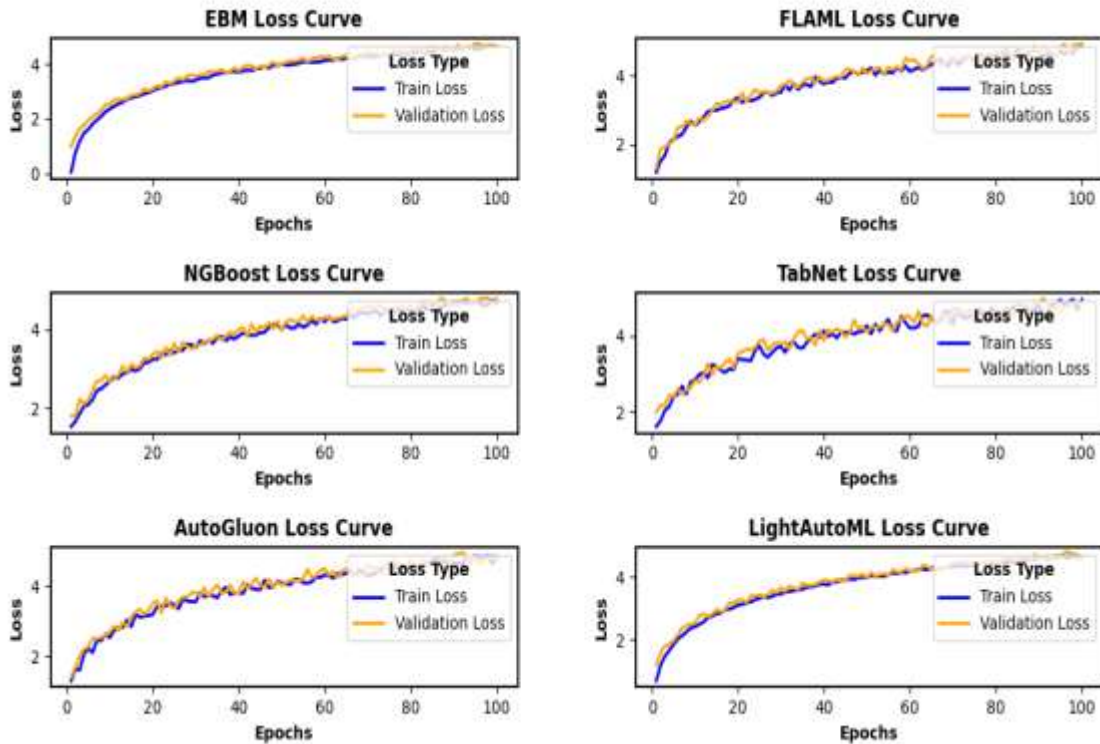 EBM Loss Curve
4
2
0
Loss
Loss Type
Train Loss
Validation Loss
0 20 40 60 80 100
Epochs
FLAML Loss Curve
4
2
Loss
Loss Type
Train Loss
Validation Loss
0 20 40 60 80 100
Epochs
NGBoost Loss Curve
4
2
Loss
Loss Type
Train Loss
Validation Loss
0 20 40 60 80 100
Epochs
TabNet Loss Curve
4
2
Loss
Loss Type
Train Loss
Validation Loss
0 20 40 60 80 100
Epochs
AutoGluon Loss Curve
4
2
Loss
Loss Type
Train Loss
Validation Loss
0 20 40 60 80 100
Epochs
LightAutoML Loss Curve
4
2
Loss
Loss Type
Train Loss
Validation Loss
0 20 40 60 80 100
Epochs